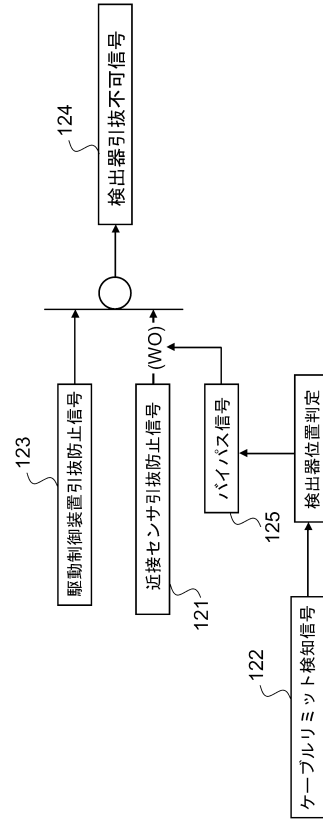 123
駆動制御装置引抜防止信号
124
検出器引抜不可信号
近接センサ引抜防止信号
(WO)
121
バイパス信号
125
122
ケーブルリミット検知信号
検出器位置判定